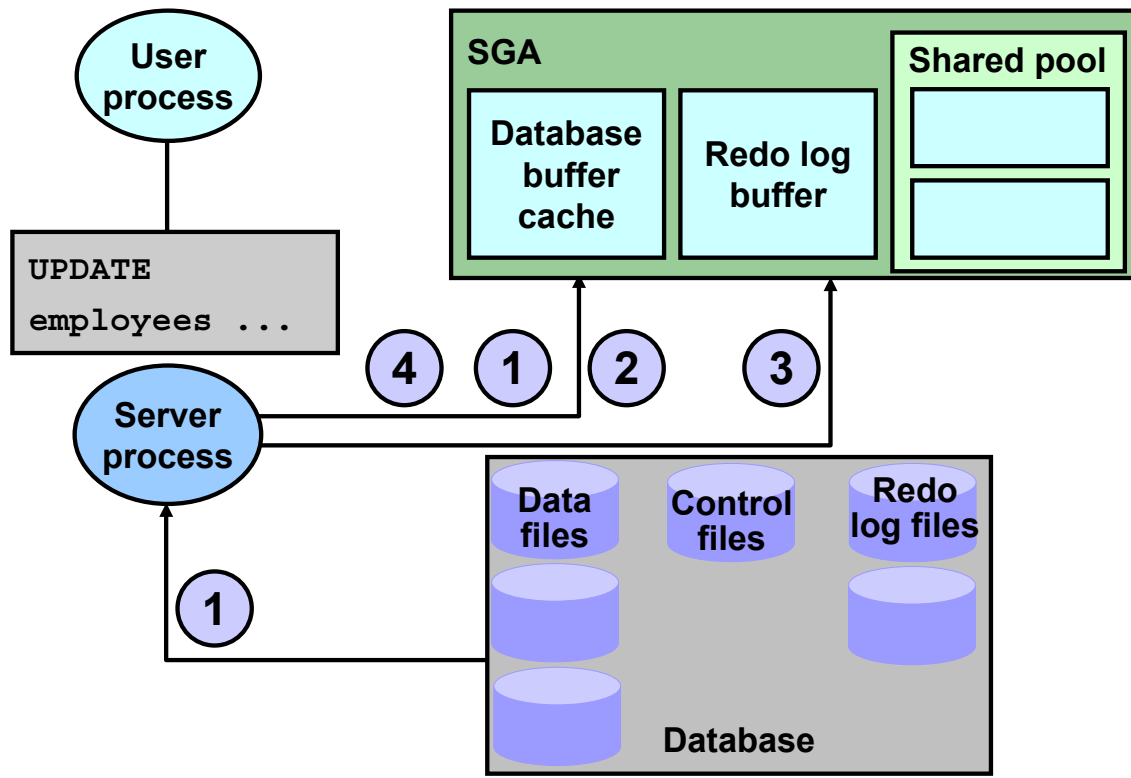 User
process
SGA
Shared pool
Database
buffer
cache
Redo log
buffer
UPDATE
employees ...
4
1
2
3
Server
process
Data
files
Control
files
Redo
log files
1
Database